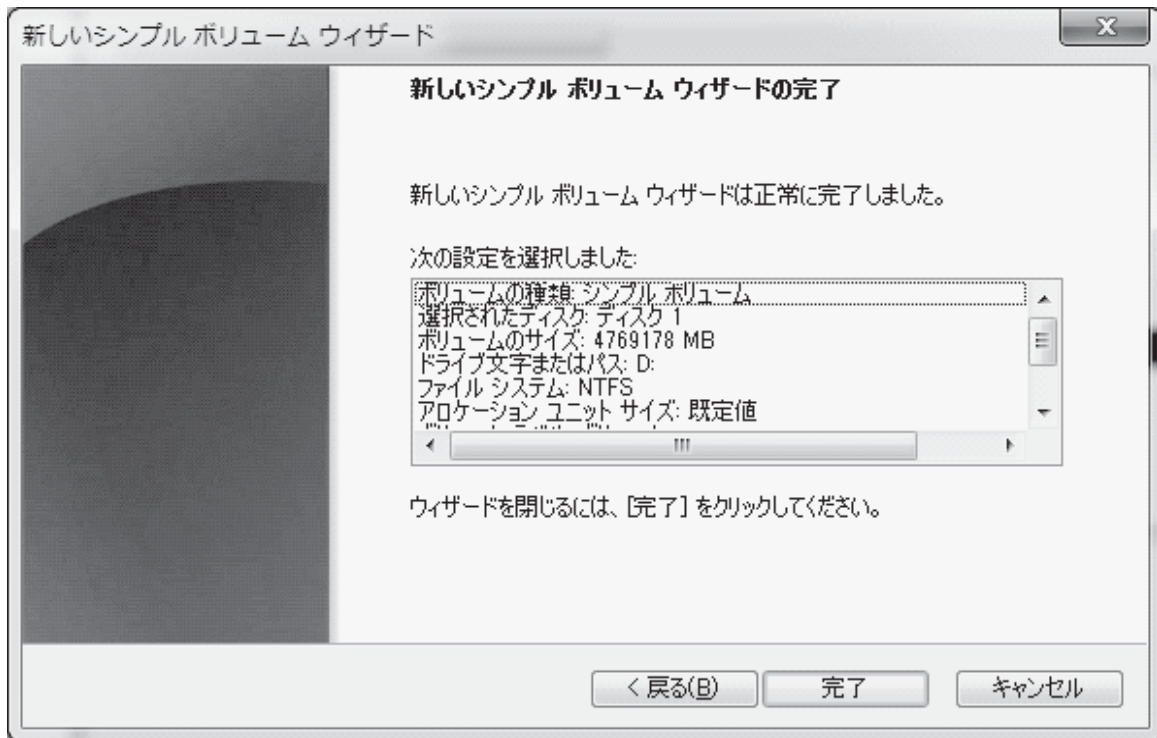 新しいシンプル ボリューム ウィザード
新しいシンプル ボリューム ウィザードの完了
新しいシンプル ボリューム ウィザードは正常に完了しました。
次の設定を選択しました:
ボリュームの種類: シンプル ボリューム
選択されたディスク: ディスク 1
ボリュームのサイズ: 4769178 MB
ドライブ文字またはパス: D:
ファイル システム: NTFS
アロケーション ユニット サイズ: 既定値
ウィザードを閉じるには、[完了] をクリックしてください。
< 戻る(B)
完了
キャンセル